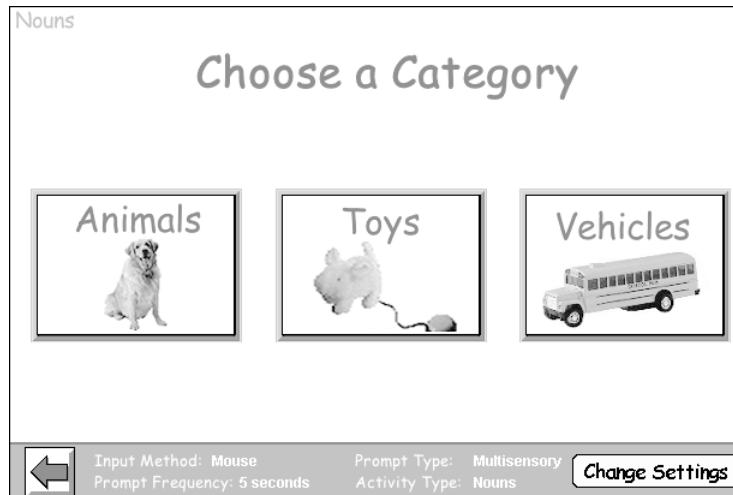 Nouns
Choose a Category
Animals
Toys
Vehicles
Input Method: Mouse
Prompt Frequency: 5 seconds
Prompt Type: Multisensory
Activity Type: Nouns
Change Settings